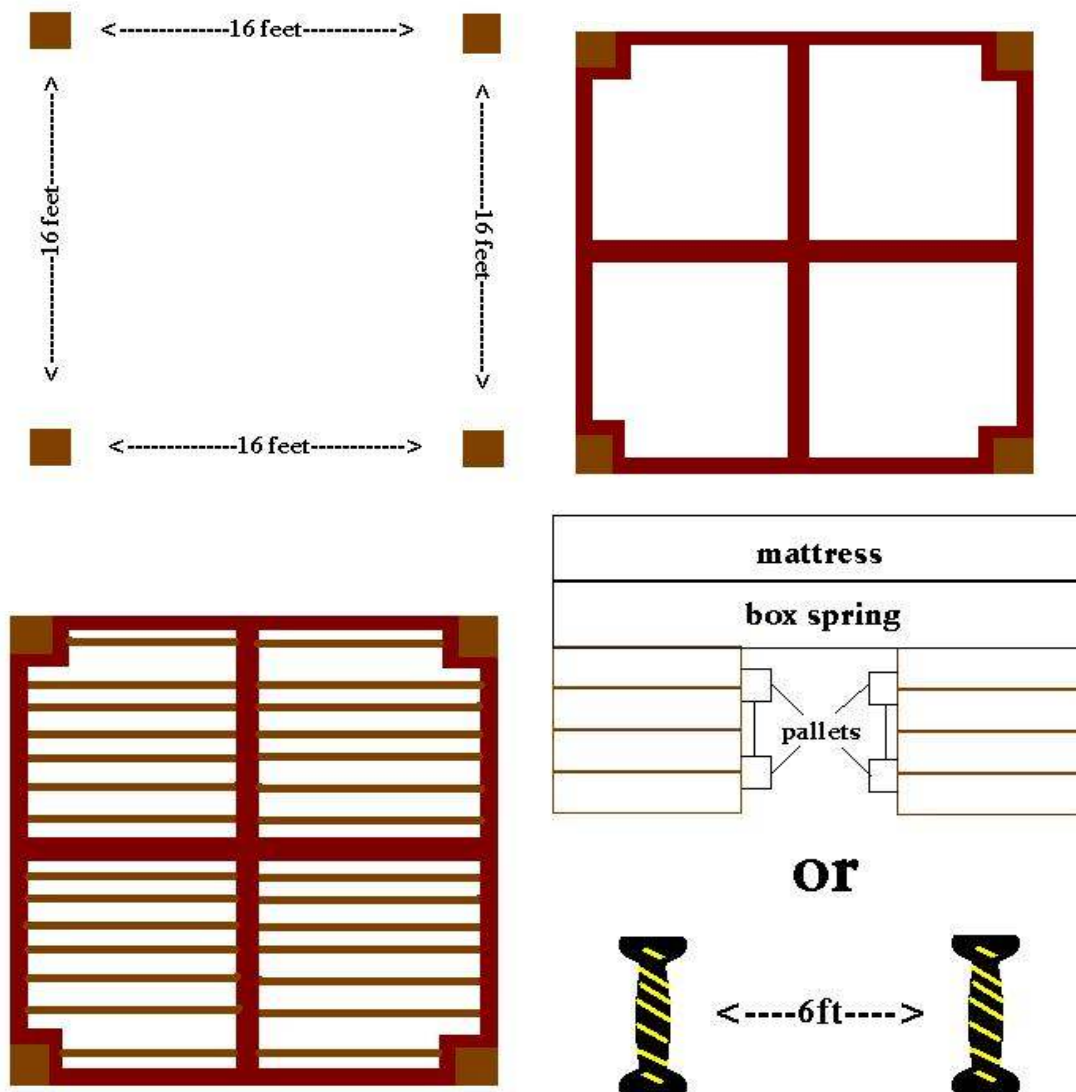 <--------------16 feet------------>
<------16 feet------------->
<-------------16 feet------>
<--------------16 feet----------->
mattress
box spring
pallets
or
<----6ft---->